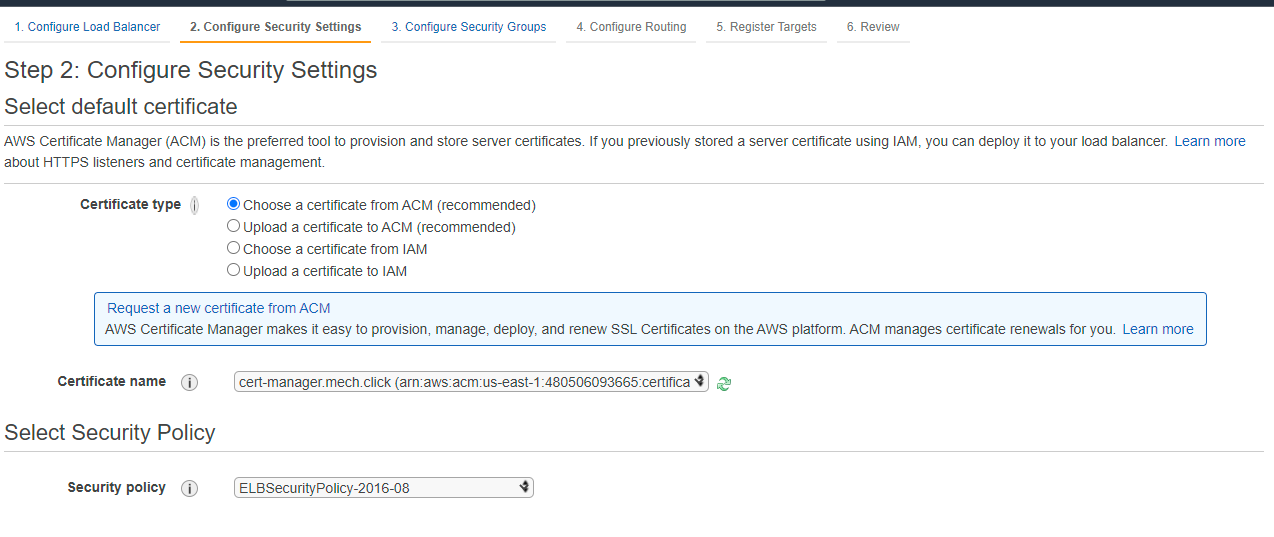 1. Configure Load Balancer 2. Configure Security Settings 3. Configure Security Groups 4. Configure Routing 5. Register Targets 6. Review
Step 2: Configure Security Settings
Select default certificate
AWS Certificate Manager (ACM) is the preferred tool to provision and store server certificates. If you previously stored a server certificate using IAM, you can deploy it to your load balancer. Learn more
about HTTPS listeners and certificate management.
Certificate type i Choose a certificate from ACM (recommended)
Upload a certificate to ACM (recommended)
Choose a certificate from IAM
Upload a certificate to IAM
Request a new certificate from ACM
AWS Certificate Manager makes it easy to provision, manage, deploy, and renew SSL Certificates on the AWS platform. ACM manages certificate renewals for you. Learn more
Certificate name i cert-manager.mech.click (arn:aws:acm:us-east-1:480506093665:certifica
Select Security Policy
Security policy i ELBSecurityPolicy-2016-08